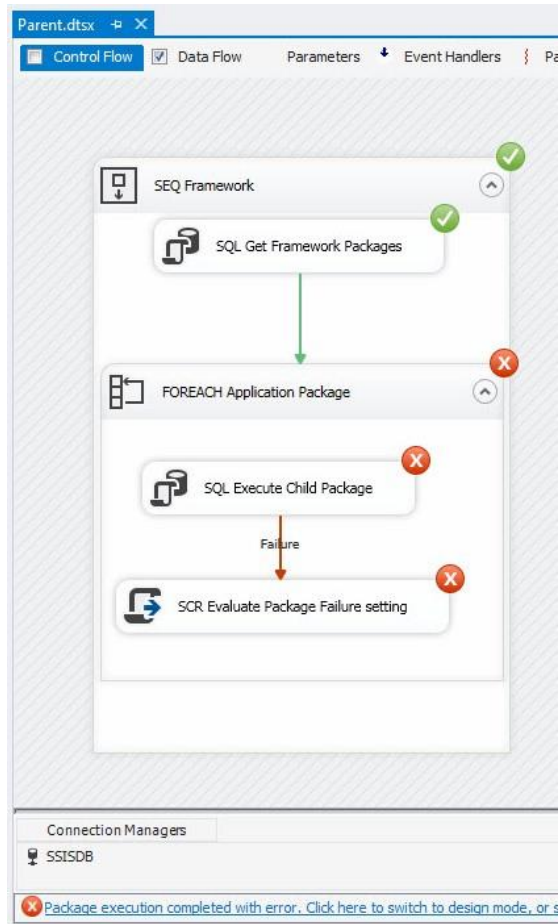 Parent.dtsx
Control Flow Data Flow Parameters Event Handlers Pa
SEQ Framework
SQL Get Framework Packages
FOREACH Application Package
SQL Execute Child Package
Failure
SCR Evaluate Package Failure setting
Connection Managers
SSISDB
Package execution completed with error. Click here to switch to design mode, or s